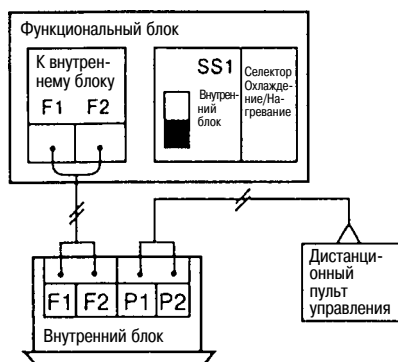 Функциональный блок
К внутрен-
нему блоку
F1 F2
SS1
Внутрен-
ний
блок
Селектор
Охлажде-
ние/На-
гревание
F1 F2 P1 P2
Внутренний блок
Дистанци-
онный
пульт
управления